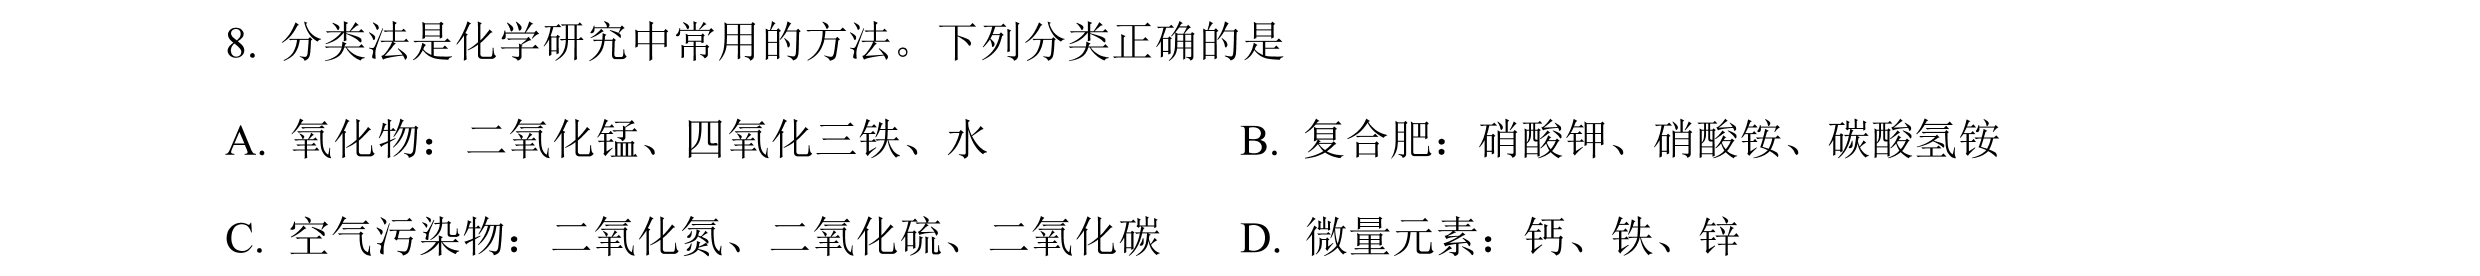 8. 分类法是化学研究中常用的方法。下列分类正确的是
A. 氧化物：二氧化锰、四氧化三铁、水 B. 复合肥：硝酸钾、硝酸铵、碳酸氢铵
C. 空气污染物：二氧化氮、二氧化硫、二氧化碳 D. 微量元素：钙、铁、锌